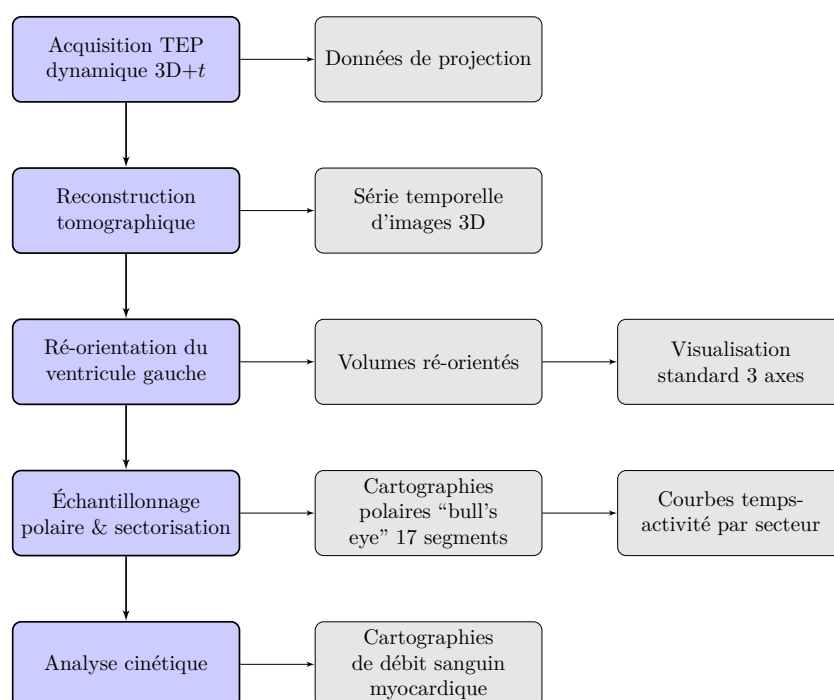 Acquisition TEP
dynamique 3D+t
Données de projection
Reconstruction
tomographique
Série temporelle
d'images 3D
Ré-orientation du
ventricule gauche
Volumes ré-orientés
Visualisation
standard 3 axes
Échantillonnage
polaire & sectorisation
Cartographies
polaires “bull's
eye” 17 segments
Courbes temps-
activité par secteur
Analyse cinétique
Cartographies
de débit sanguin
myocardique